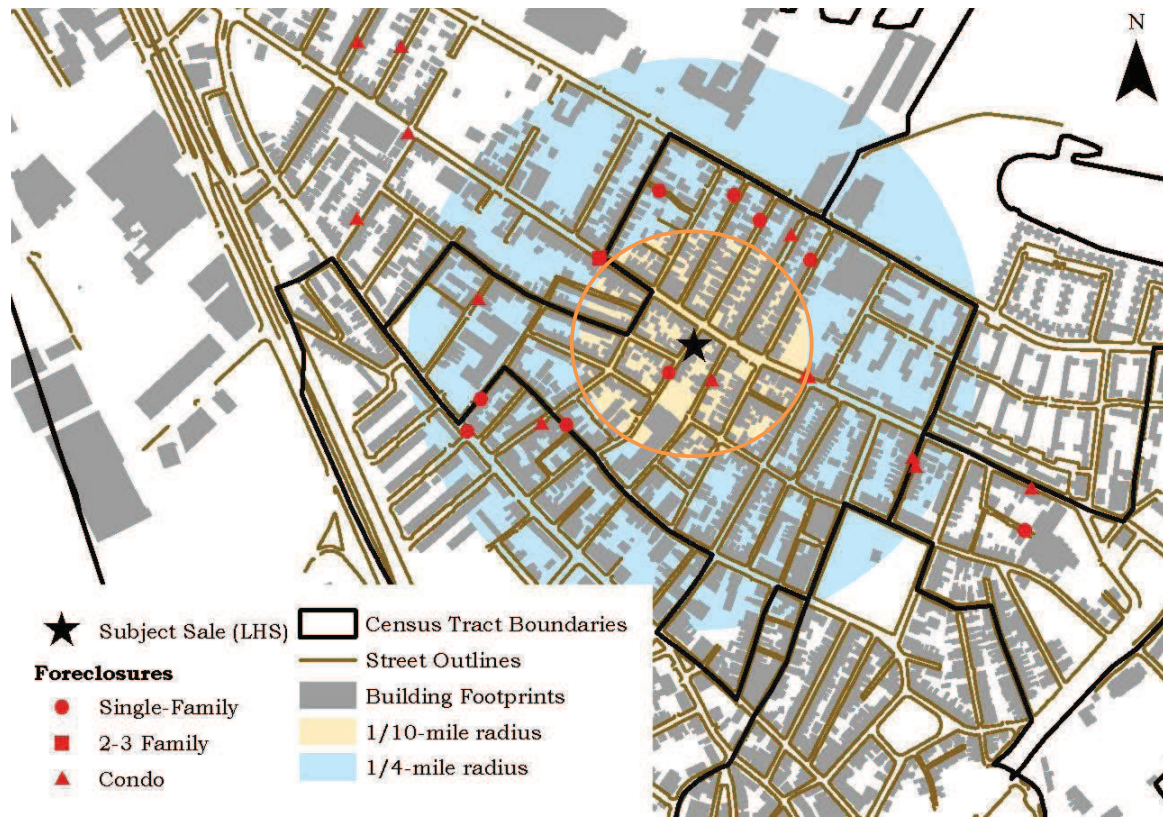 N
Subject Sale (LHS)
Foreclosures
Single-Family
2-3 Family
Condo
Census Tract Boundaries
Street Outlines
Building Footprints
1/10-mile radius
1/4-mile radius